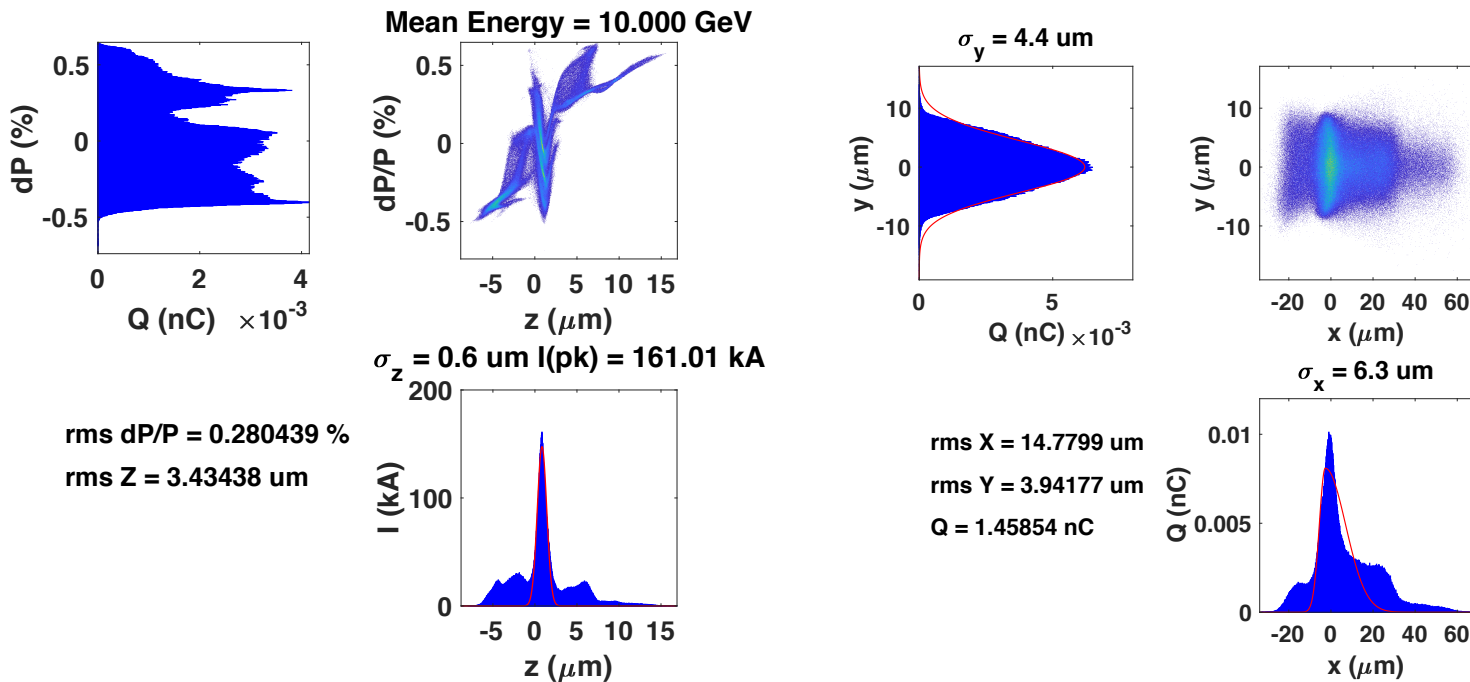 Mean Energy = 10.000 GeV
0.5
0
-0.5
dP (%)
0 2 4
Q (nC) ×10-3
0.5
0
-0.5
dP/P (%)
-5 0 5 10 15
z (μm)
σy = 4.4 um
10
0
-10
y (μm)
0 5
Q (nC) ×10-3
10
0
-10
y (μm)
-20 0 20 40 60
x (μm)
σz = 0.6 um I(pk) = 161.01 kA
rms dP/P = 0.280439 %
rms Z = 3.43438 um
200
100
0
I (kA)
-5 0 5 10 15
z (μm)
rms X = 14.7799 um
rms Y = 3.94177 um
Q = 1.45854 nC
σx = 6.3 um
0.01
0.005
0
Q (nC)
-20 0 20 40 60
x (μm)